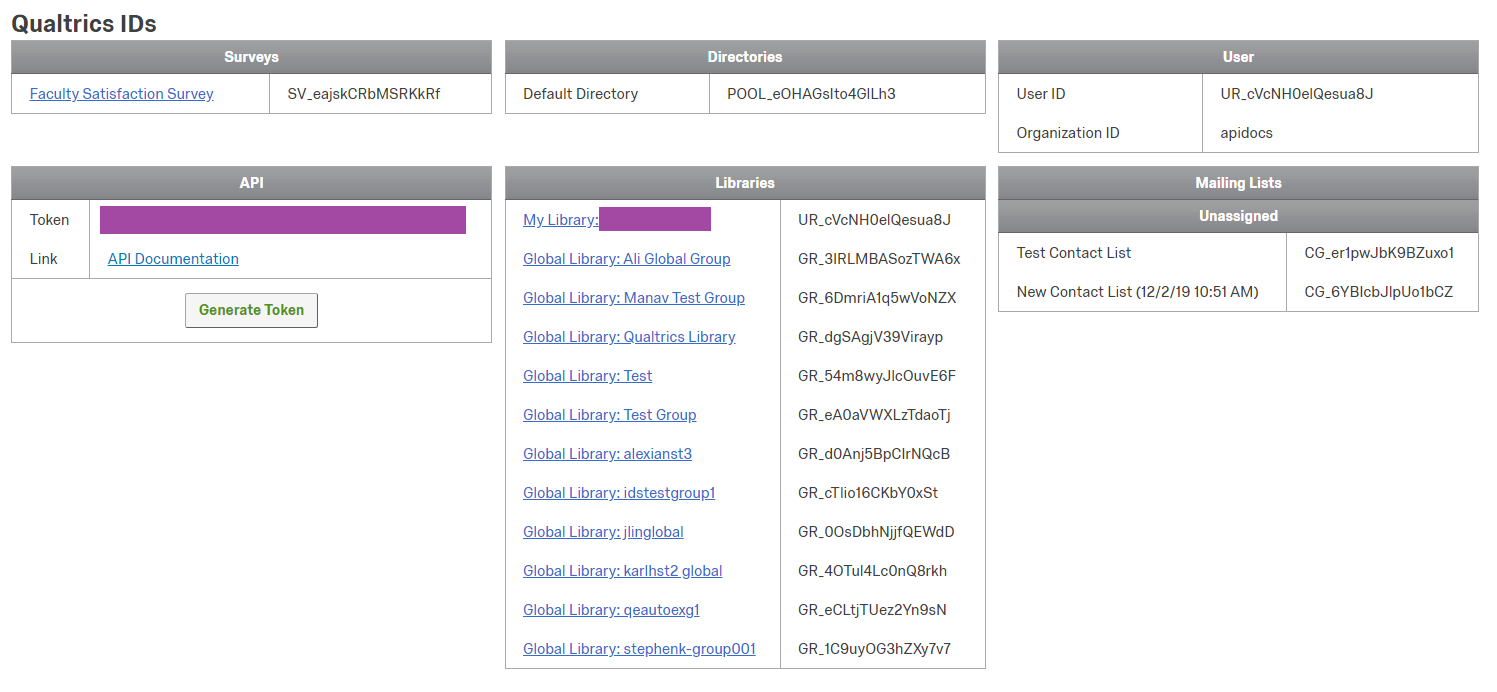 Qualtrics IDs
Surveys
Faculty Satisfaction Survey SV_eajskCRbMSRKkRf
Directories
Default Directory POOL_eOHAGsIto4GILh3
User
User ID UR_cVcNH0elQesua8J
Organization ID apidocs
API
Token
Link API Documentation
Generate Token
Libraries
My Library: UR_cVcNH0elQesua8J
Global Library: Ali Global Group GR_3IRLMBASozTWA6x
Global Library: Manav Test Group GR_6DmriA1q5wVoNZX
Global Library: Qualtrics Library GR_dgSAgjV39Virayp
Global Library: Test GR_54m8wyJlcOuvE6F
Global Library: Test Group GR_eA0aVWXLzTdaoTj
Global Library: alexianst3 GR_d0Anj5BpCIrNQcB
Global Library: idstestgroup1 GR_cTlio16CKbY0xSt
Global Library: jlinglobal GR_0OsDbhNjjfQEWdD
Global Library: karlhst2 global GR_4OTul4Lc0nQ8rkh
Global Library: qeautoexg1 GR_eCLtjTUez2Yn9sN
Global Library: stephenk-group001 GR_1C9uyOG3hZXy7v7
Mailing Lists
Unassigned
Test Contact List CG_er1pwJbK9BZuxo1
New Contact List (12/2/19 10:51 AM) CG_6YBIcbJlpUo1bCZ